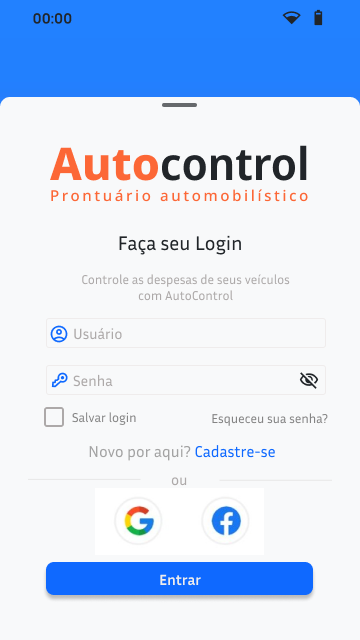 00:00
Autocontrol
Prontuário automobilístico
Faça seu Login
Controle as despesas de seus veículos
com AutoControl
Usuário
Senha
Salvar login
Esqueceu sua senha?
Novo por aqui? Cadastre-se
ou
Entrar